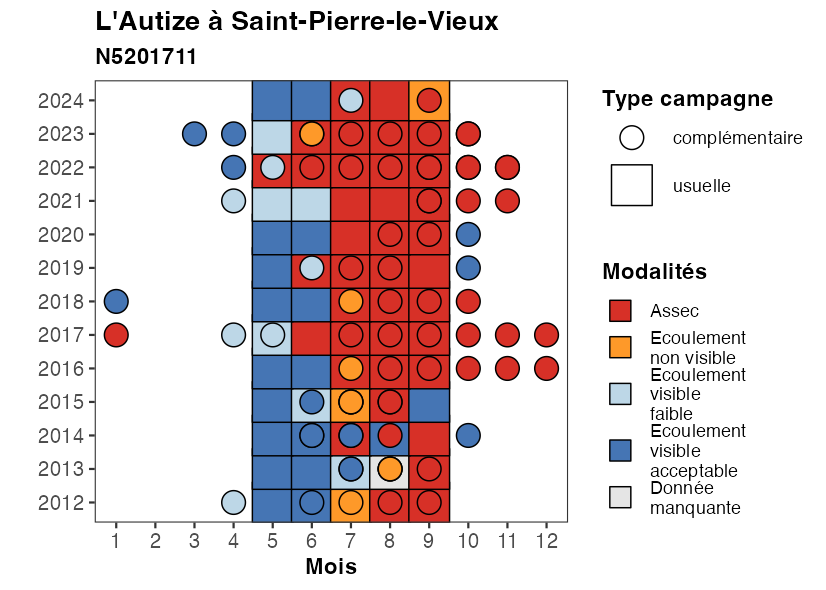 L'Autize à Saint-Pierre-le-Vieux
N5201711
2024
2023
2022
2021
2020
2019
2018
2017
2016
2015
2014
2013
2012
1 2 3 4 5 6 7 8 9 10 11 12
Mois
Type campagne
complémentaire
usuelle
Modalités
Assec
Ecoulement
non visible
Ecoulement
visible
faible
Ecoulement
visible
acceptable
Donnée
manquante